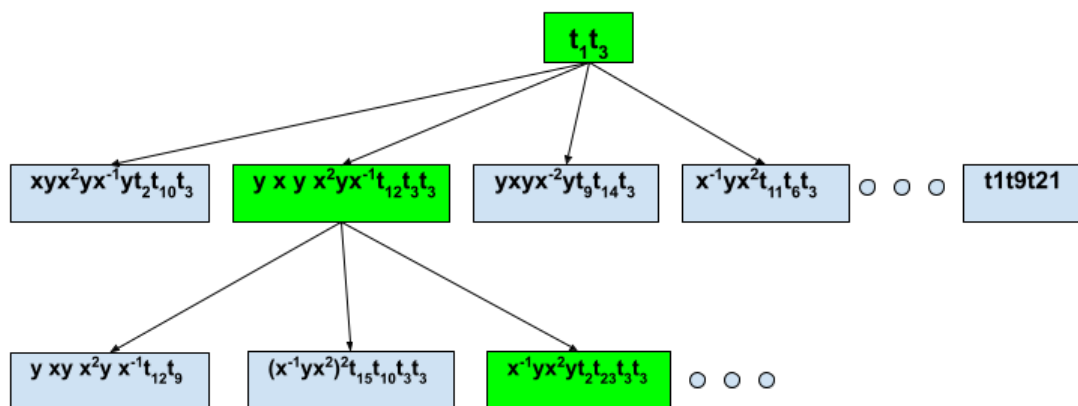 t₁t₃
xyx²yx⁻¹yt₂t₁₀t₃
y x y x²yx⁻¹t₁₂t₃t₃
yxyx⁻²yt₉t₁₄t₃
x⁻¹yx²t₁₁t₆t₃
t1t9t21
y xy x²y x⁻¹t₁₂t₉
(x⁻¹yx²)²t₁₅t₁₀t₃t₃
x⁻¹yx²yt₂t₂₃t₃t₃